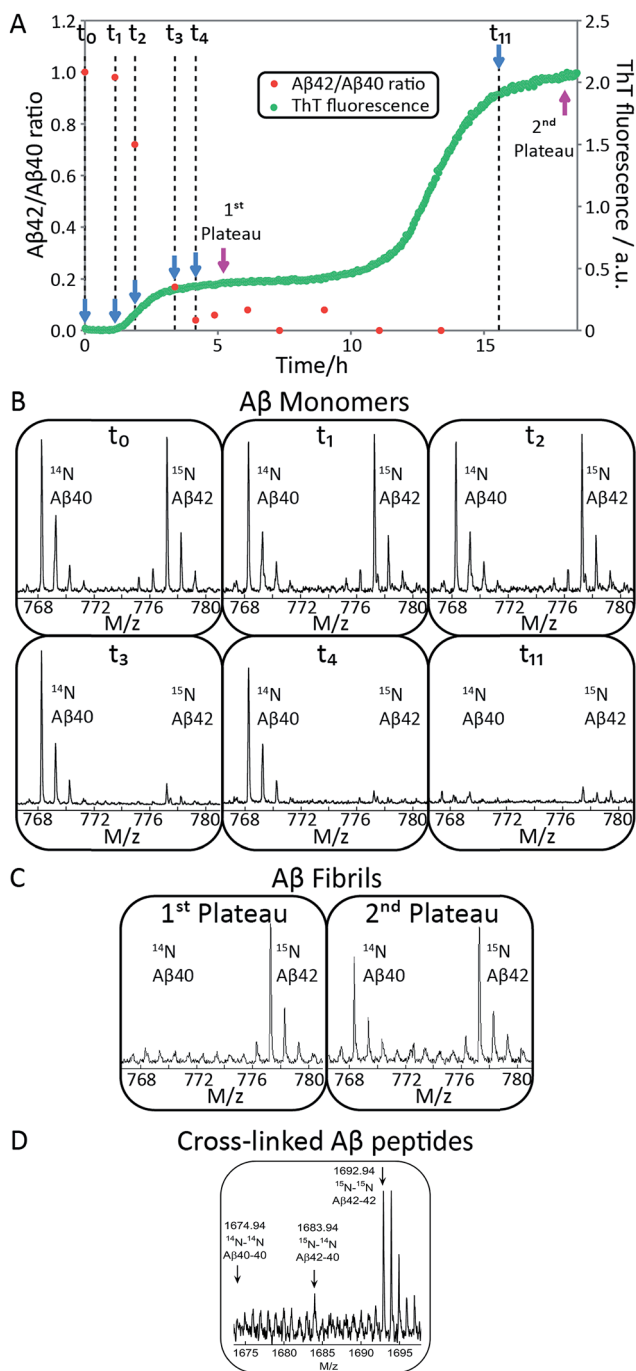 A
t0 t1 t2 t3 t4 t11
1.2
1.0
0.8
0.6
0.4
0.2
0.0
Aβ42/Aβ40 ratio
Aβ42/Aβ40 ratio
ThT fluorescence
1st
Plateau
2nd
Plateau
2.5
2.0
1.5
1.0
0.5
0
ThT fluorescence / a.u.
0 5 10 15
Time/h
B Aβ Monomers
t0 t1 t2
14N 15N 14N 15N 14N 15N
Aβ40 Aβ42 Aβ40 Aβ42 Aβ40 Aβ42
768 772 776 780 768 772 776 780 768 772 776 780
M/z M/z M/z
t3 t4 t11
14N 15N 14N 15N 14N 15N
Aβ40 Aβ42 Aβ40 Aβ42 Aβ40 Aβ42
768 772 776 780 768 772 776 780 768 772 776 780
M/z M/z M/z
C Aβ Fibrils
1st Plateau 2nd Plateau
14N 15N 14N 15N
Aβ40 Aβ42 Aβ40 Aβ42
768 772 776 780 768 772 776 780
M/z M/z
D Cross-linked Aβ peptides
1692.94
15N-15N
Aβ42-42
1674.94
14N-14N
Aβ40-40
1683.94
15N-14N
Aβ42-40
1675 1680 1685 1690 1695
M/z